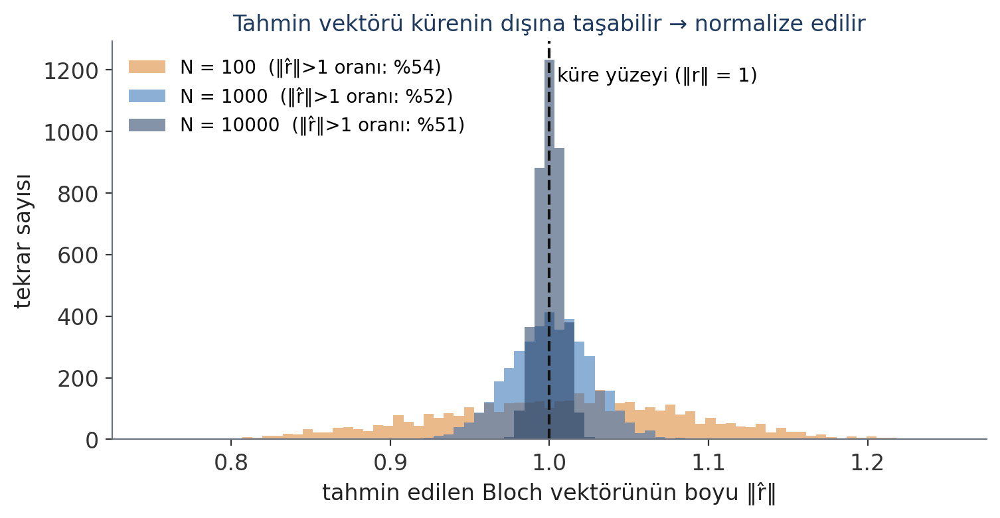 Tahmin vektörü kürenin dışına taşabilir → normalize edilir
N = 100 (‖r̂‖>1 oranı: %54)
N = 1000 (‖r̂‖>1 oranı: %52)
N = 10000 (‖r̂‖>1 oranı: %51)
küre yüzeyi (‖r‖ = 1)
tekrar sayısı
1200
1000
800
600
400
200
0
0.8 0.9 1.0 1.1 1.2
tahmin edilen Bloch vektörünün boyu ‖r̂‖